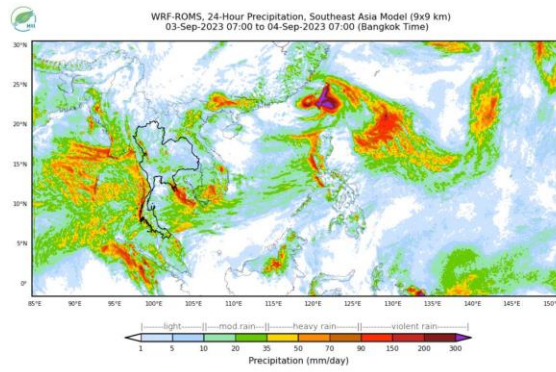 WRF-ROMS, 24-Hour Precipitation, Southeast Asia Model (9x9 km)
03-Sep-2023 07:00 to 04-Sep-2023 07:00 (Bangkok Time)
30°N
25°N
20°N
15°N
10°N
5°N
0°
85°E 90°E 95°E 100°E 105°E 110°E 115°E 120°E 125°E 130°E 135°E 140°E 145°E 150°E
|-----light-----||---mod.rain---||------heavy rain------||------violent rain------|
1 5 10 20 35 50 70 90 150 200 300
Precipitation (mm/day)